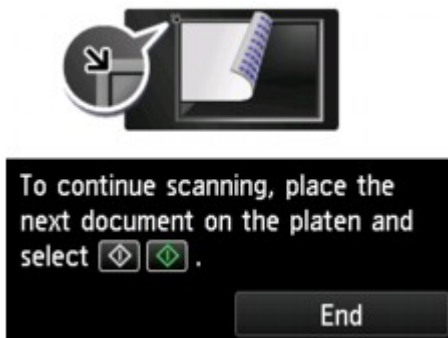 To continue scanning, place the
next document on the platen and
select .
End